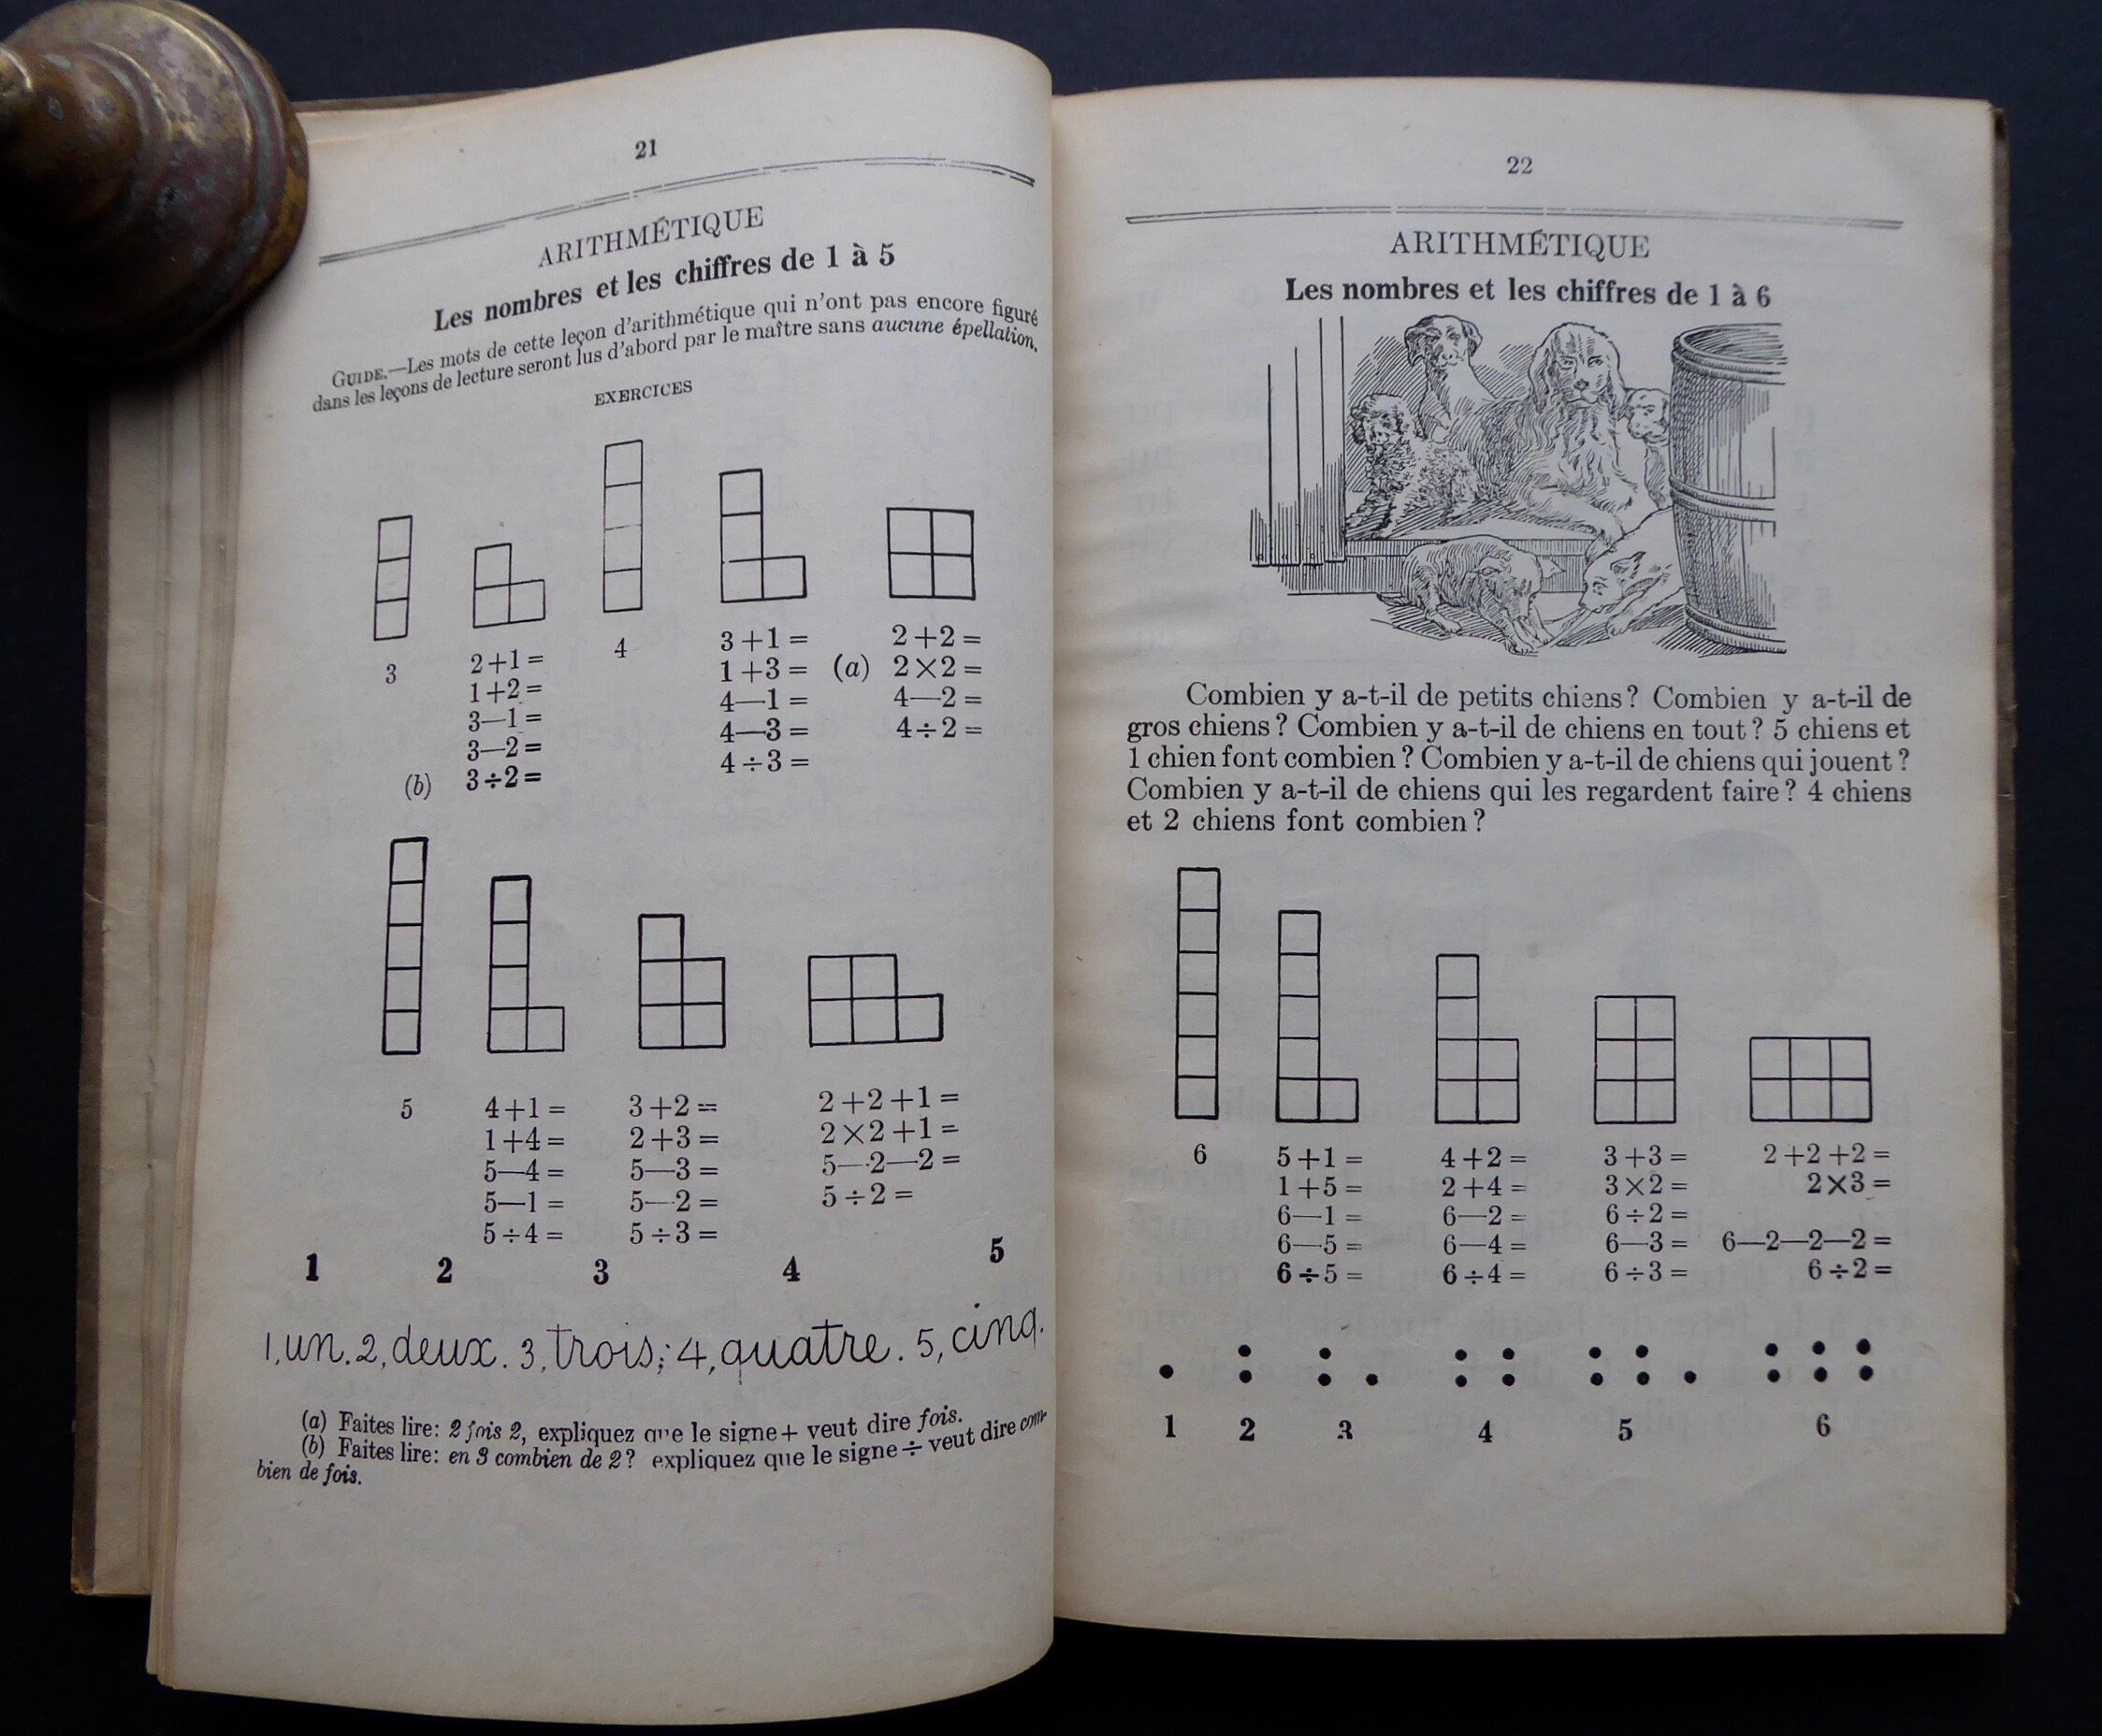 21
ARITHMÉTIQUE
Les nombres et les chiffres de 1 à 5
GUIDE.—Les mots de cette leçon d'arithmétique qui n'ont pas encore figuré
dans les leçons de lecture seront lus d'abord par le maître sans aucune épellation.
EXERCICES
3
2+1=
1+2=
3—1=
3—2=
(b) 3÷2=
4
3+1=
1+3=
4—1=
4—3=
4÷3=
2+2=
(a) 2×2=
4—2=
4÷2=
5
4+1=
1+4=
5—4=
5—1=
5÷4=
3+2=
2+3=
5—3=
5—2=
5÷3=
2+2+1=
2×2+1=
5—2—2=
5÷2=
1 2 3 4 5
1, un. 2, deux. 3, trois; 4, quatre. 5, cinq.
(a) Faites lire: 2 fois 2, expliquez que le signe+ veut dire fois.
(b) Faites lire: en 3 combien de 2? expliquez que le signe÷ veut dire com-
bien de fois.
22
ARITHMÉTIQUE
Les nombres et les chiffres de 1 à 6
Combien y a-t-il de petits chiens? Combien y a-t-il de
gros chiens? Combien y a-t-il de chiens en tout? 5 chiens et
1 chien font combien? Combien y a-t-il de chiens qui jouent?
Combien y a-t-il de chiens qui les regardent faire? 4 chiens
et 2 chiens font combien?
6
5+1=
1+5=
6—1=
6—5=
6÷5=
4+2=
2+4=
6—2=
6—4=
6÷4=
3+3=
3×2=
6÷2=
6—3=
6÷3=
2+2+2=
2×3=
6—2—2—2=
6÷2=
1 2 3 4 5 6